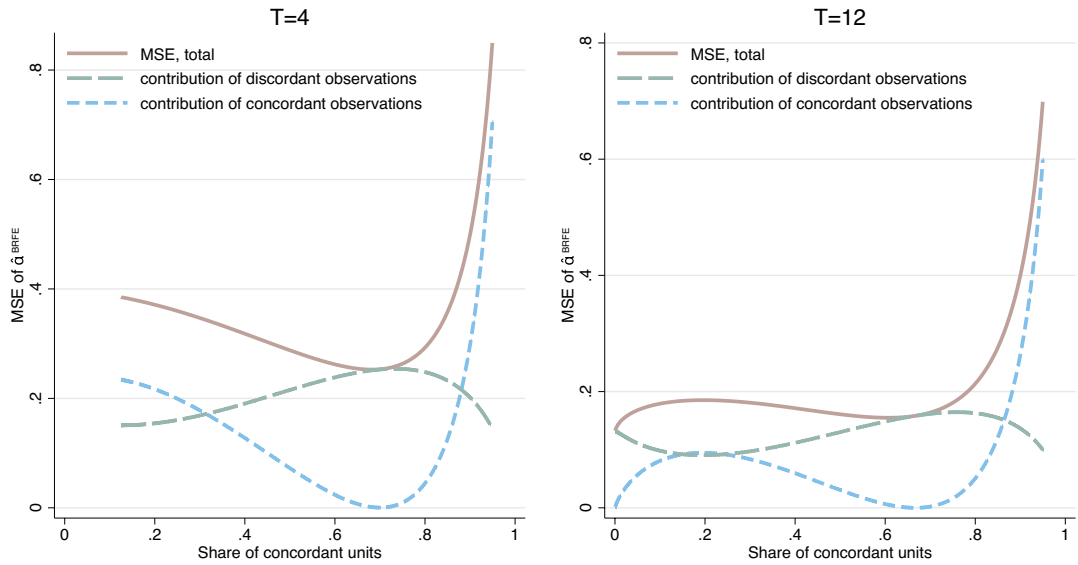 T=4
MSE, total
contribution of discordant observations
contribution of concordant observations
MSE of α̂ BRFE
0 .2 .4 .6 .8
0 .2 .4 .6 .8 1
Share of concordant units
T=12
MSE, total
contribution of discordant observations
contribution of concordant observations
MSE of α̂ BRFE
0 .2 .4 .6 .8
0 .2 .4 .6 .8 1
Share of concordant units